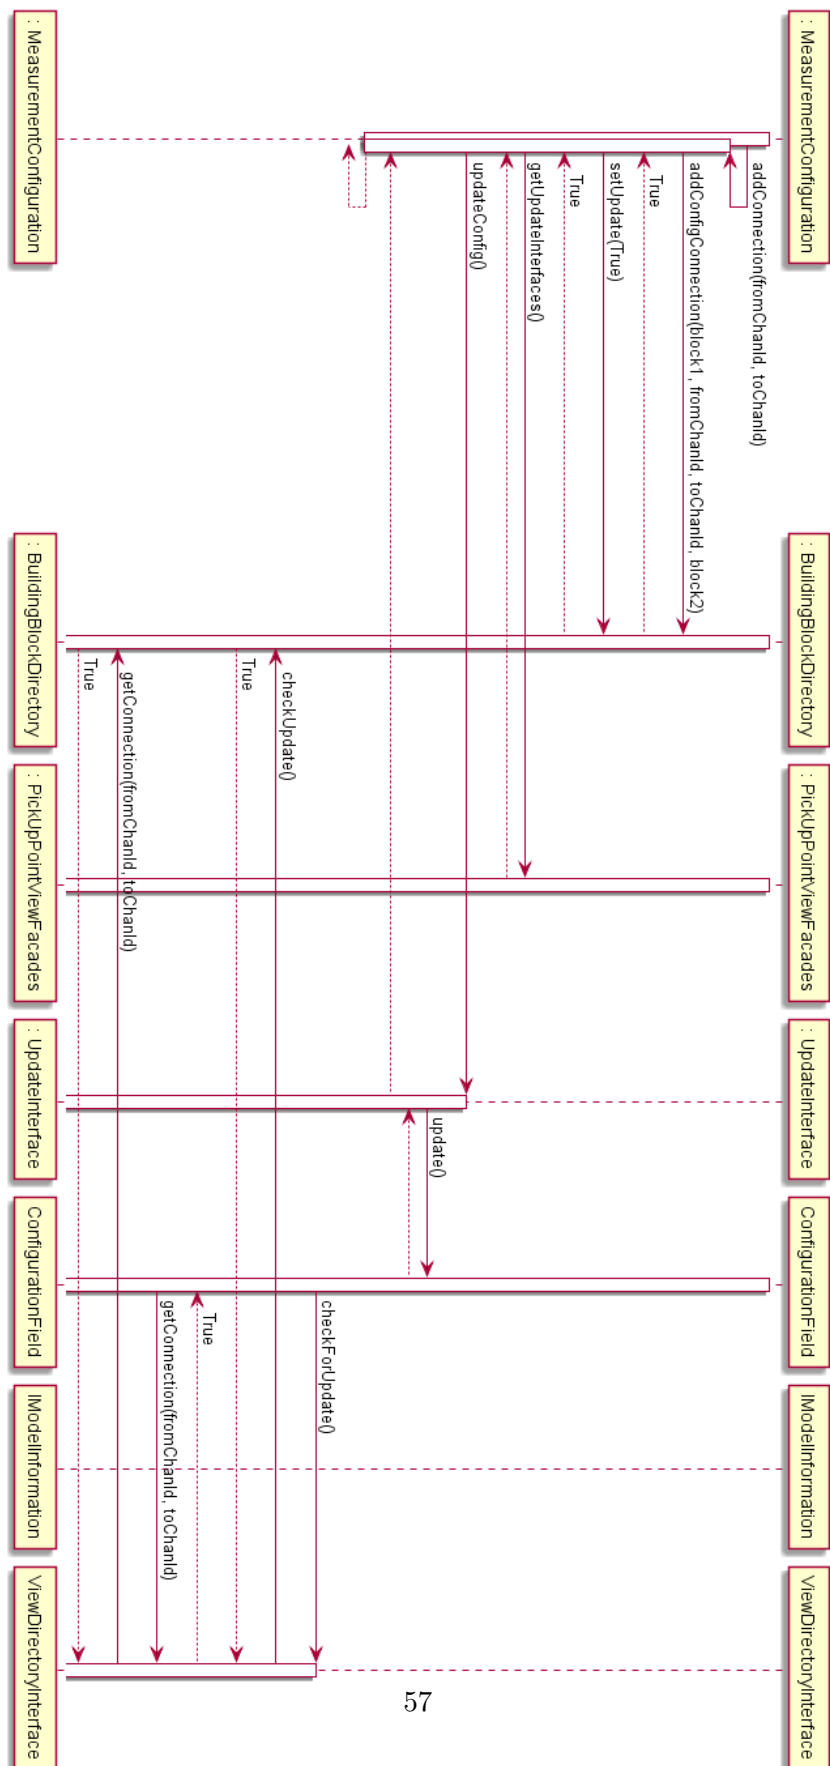 : MeasurementConfiguration
: BuildingBlockDirectory
: PickUpPointViewFacades
: UpdateInterface
ConfigurationField
IModelInformation
ViewDirectoryInterface
addConnection(fromChanId, toChanId)
addConfigConnection(block1, fromChanId, toChanId, block2)
True
setUpdate(True)
True
getUpdateInterfaces()
updateConfig()
update()
checkForUpdate()
checkUpdate()
True
True
getConnection(fromChanId, toChanId)
getConnection(fromChanId, toChanId)
True
: MeasurementConfiguration
: BuildingBlockDirectory
: PickUpPointViewFacades
: UpdateInterface
ConfigurationField
IModelInformation
ViewDirectoryInterface
57